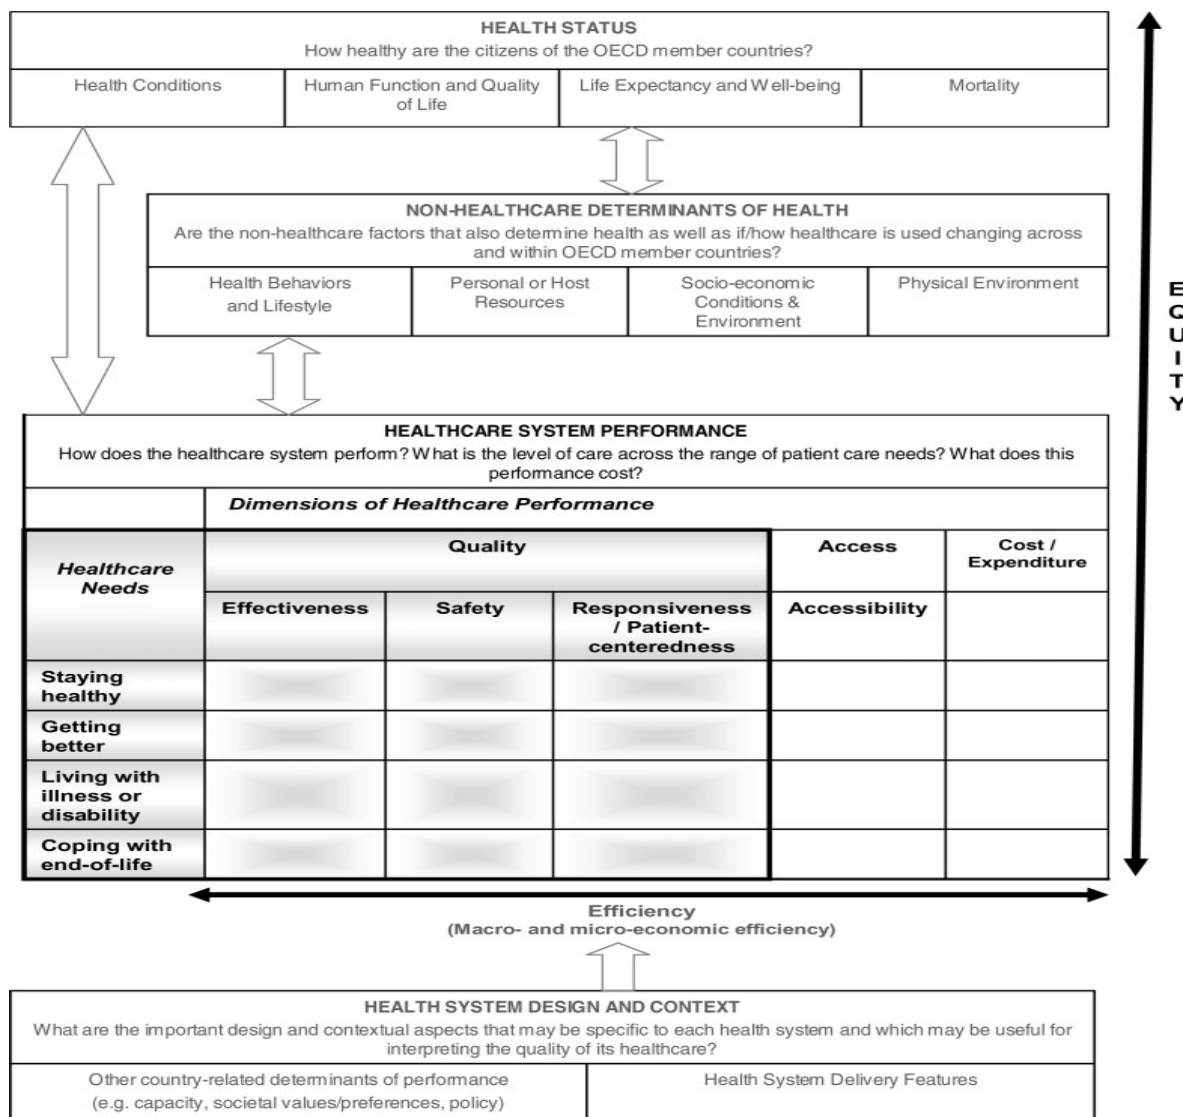 HEALTH STATUS
How healthy are the citizens of the OECD member countries?
Health Conditions
Human Function and Quality
of Life
Life Expectancy and Well-being
Mortality
NON-HEALTHCARE DETERMINANTS OF HEALTH
Are the non-healthcare factors that also determine health as well as if/how healthcare is used changing across
and within OECD member countries?
Health Behaviors
and Lifestyle
Personal or Host
Resources
Socio-economic
Conditions &
Environment
Physical Environment
E
Q
U
I
T
Y
HEALTHCARE SYSTEM PERFORMANCE
How does the healthcare system perform? What is the level of care across the range of patient care needs? What does this
performance cost?
Dimensions of Healthcare Performance
Healthcare
Needs
Quality
Access
Cost /
Expenditure
Effectiveness
Safety
Responsiveness
/ Patient-
centeredness
Accessibility
Staying
healthy
Getting
better
Living with
illness or
disability
Coping with
end-of-life
Efficiency
(Macro- and micro-economic efficiency)
HEALTH SYSTEM DESIGN AND CONTEXT
What are the important design and contextual aspects that may be specific to each health system and which may be useful for
interpreting the quality of its healthcare?
Other country-related determinants of performance
(e.g. capacity, societal values/preferences, policy)
Health System Delivery Features